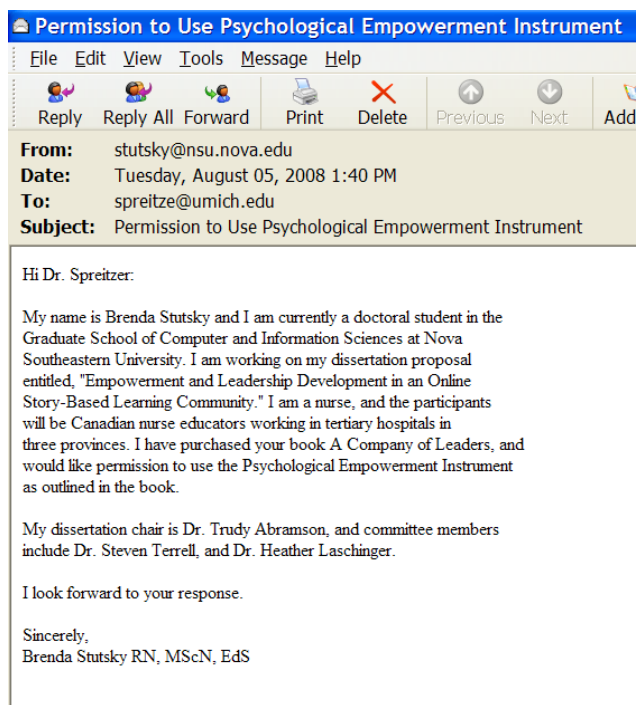 Permission to Use Psychological Empowerment Instrument
File Edit View Tools Message Help
Reply Reply All Forward Print Delete Previous Next Add
From: stutsky@nsu.nova.edu
Date: Tuesday, August 05, 2008 1:40 PM
To: spreitze@umich.edu
Subject: Permission to Use Psychological Empowerment Instrument
Hi Dr. Spreitzer:
My name is Brenda Stutsky and I am currently a doctoral student in the
Graduate School of Computer and Information Sciences at Nova
Southeastern University. I am working on my dissertation proposal
entitled, "Empowerment and Leadership Development in an Online
Story-Based Learning Community." I am a nurse, and the participants
will be Canadian nurse educators working in tertiary hospitals in
three provinces. I have purchased your book A Company of Leaders, and
would like permission to use the Psychological Empowerment Instrument
as outlined in the book.
My dissertation chair is Dr. Trudy Abramson, and committee members
include Dr. Steven Terrell, and Dr. Heather Laschinger.
I look forward to your response.
Sincerely,
Brenda Stutsky RN, MScN, EdS